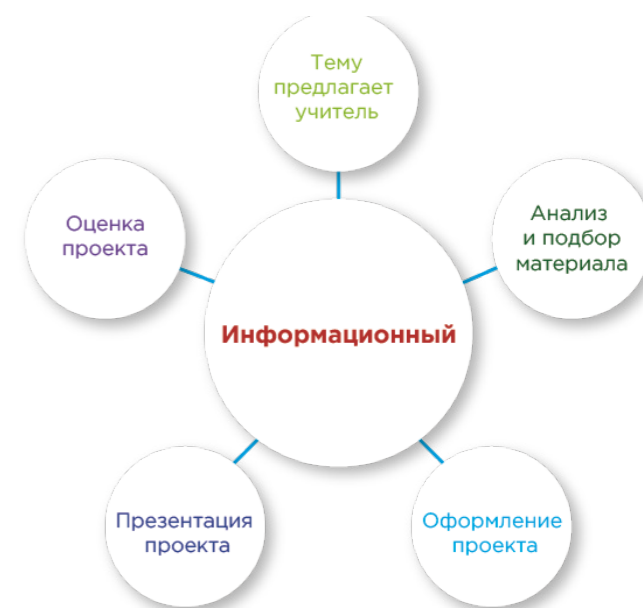 Тему
предлагает
учитель
Оценка
проекта
Анализ
и подбор
материала
Информационный
Презентация
проекта
Оформление
проекта